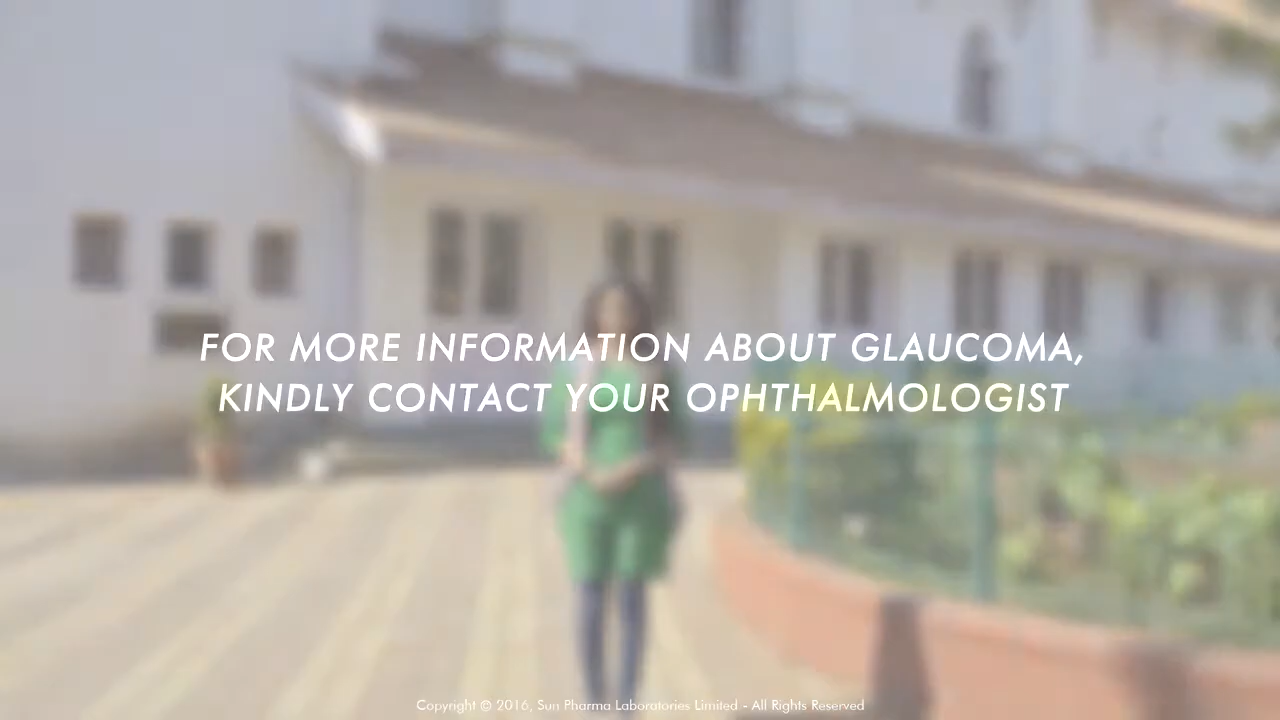 FOR MORE INFORMATION ABOUT GLAUCOMA,
KINDLY CONTACT YOUR OPHTHALMOLOGIST
Copyright © 2016, Sun Pharma Laboratories Limited - All Rights Reserved